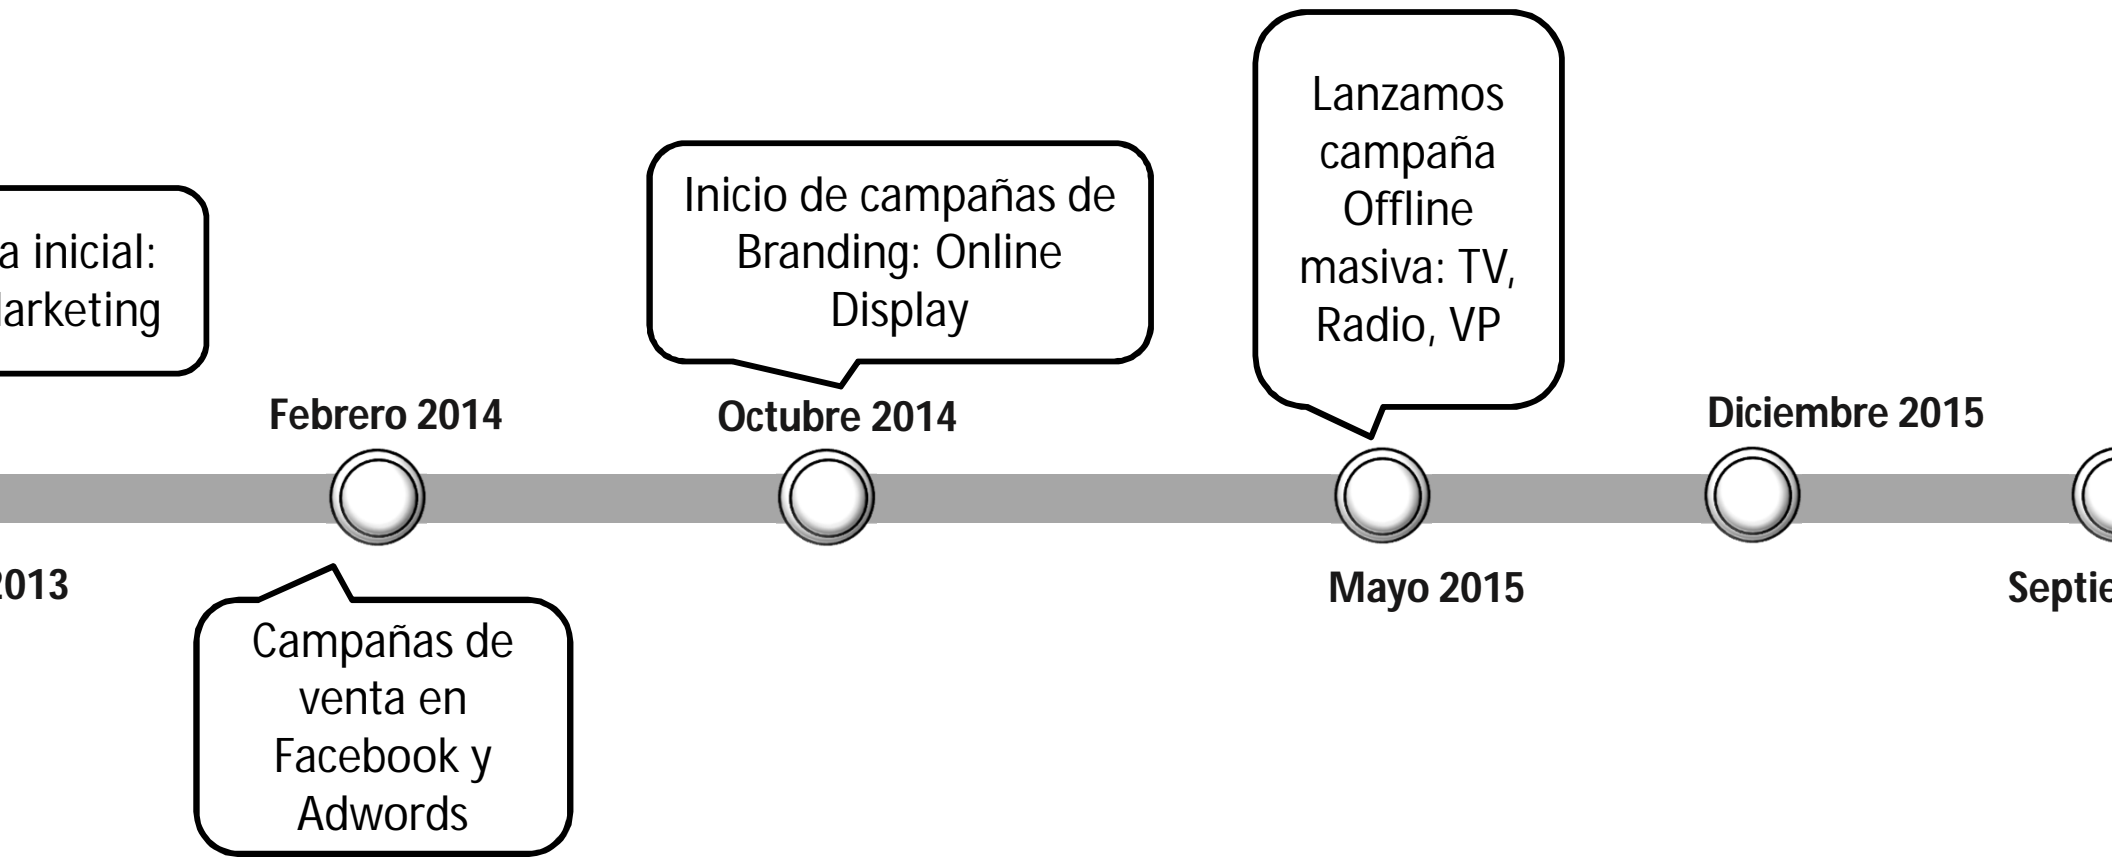 a inicial:
arketing
2013
Febrero 2014
Campañas de
venta en
Facebook y
Adwords
Inicio de campañas de
Branding: Online
Display
Octubre 2014
Lanzamos
campaña
Offline
masiva: TV,
Radio, VP
Mayo 2015
Diciembre 2015
Septie